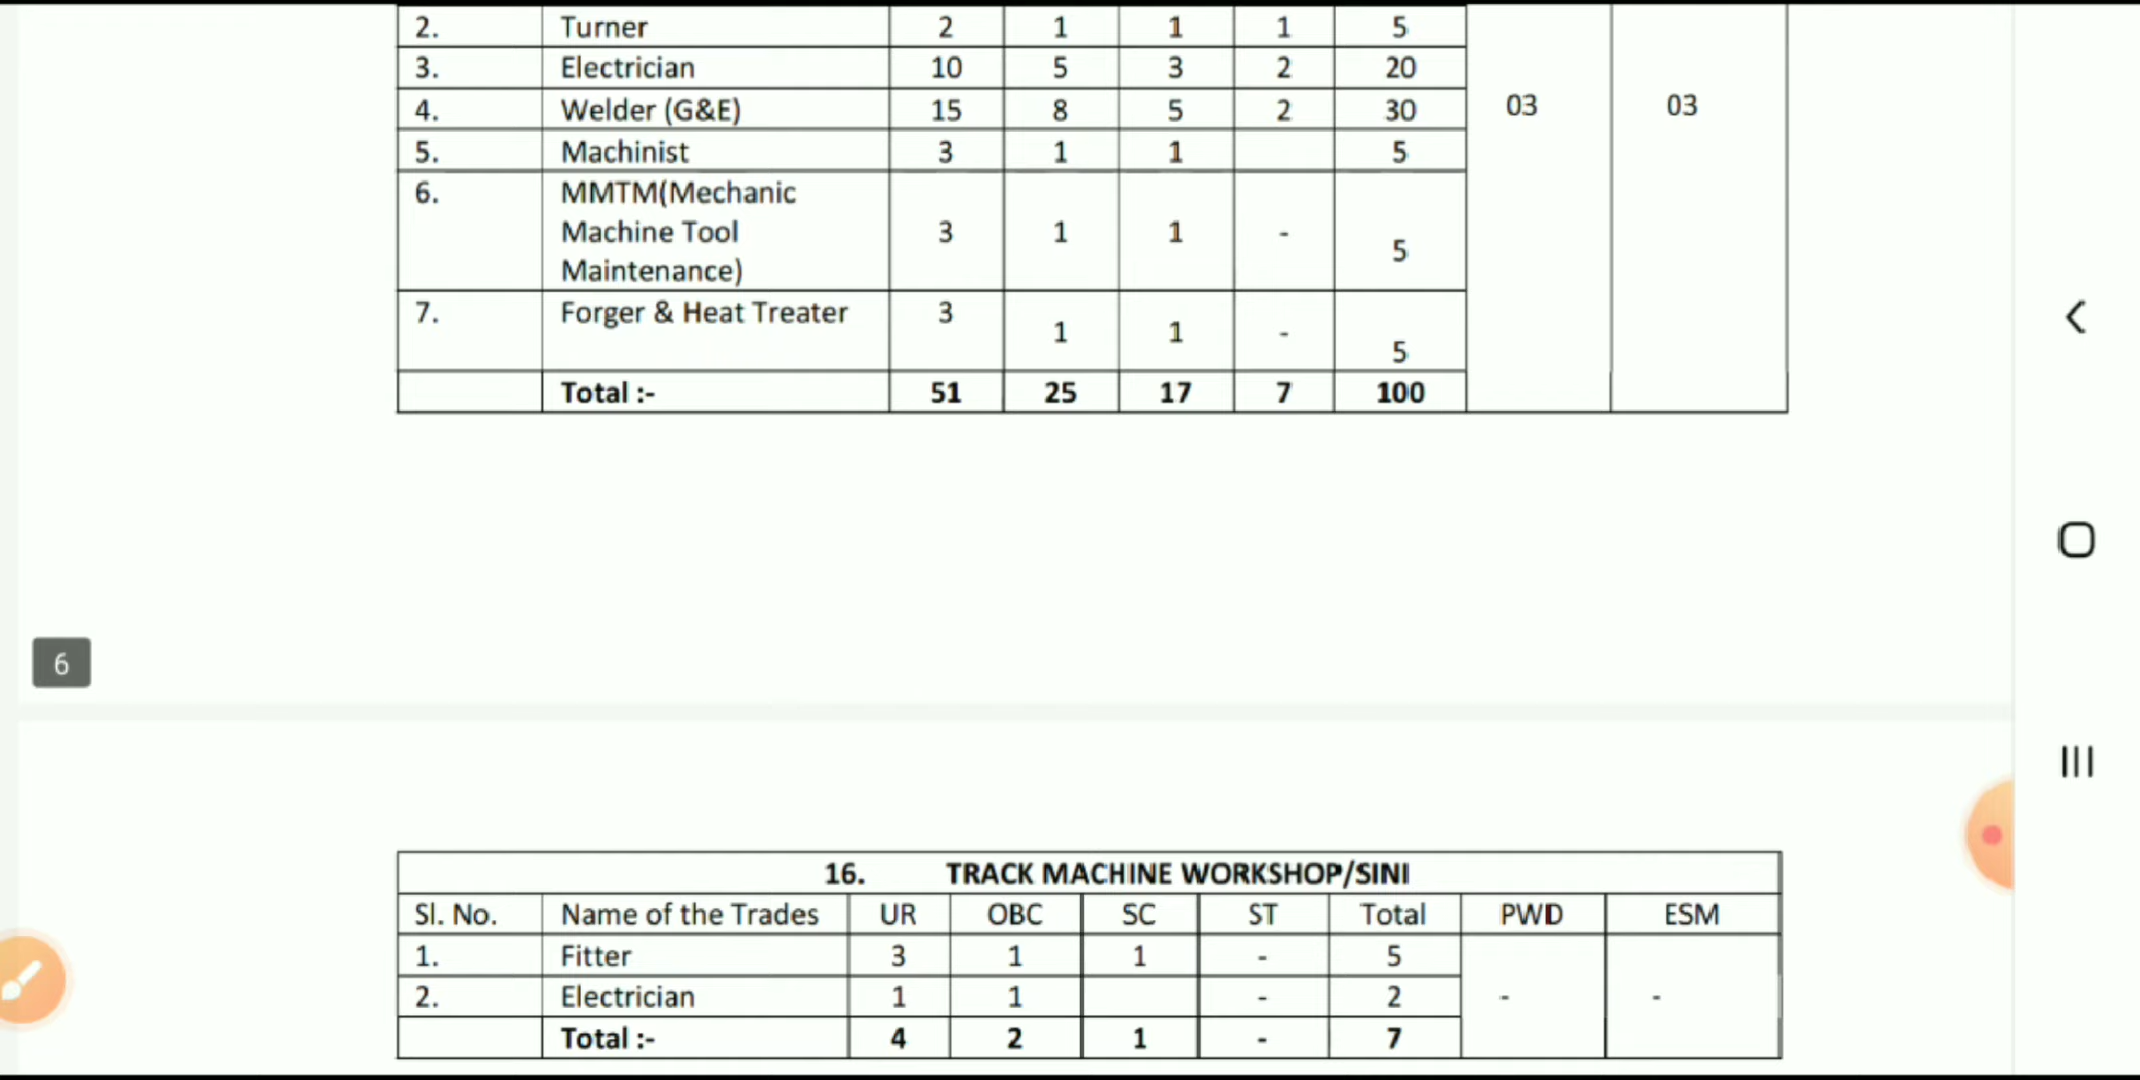 2. Turner 2 1 1 1 5
3. Electrician 10 5 3 2 20
4. Welder (G&E) 15 8 5 2 30 03 03
5. Machinist 3 1 1 5
6. MMTM(Mechanic
Machine Tool 3 1 1 - 5
Maintenance)
7. Forger & Heat Treater 3 1 1 - 5
Total :- 51 25 17 7 100
6
16. TRACK MACHINE WORKSHOP/SINI
Sl. No. Name of the Trades UR OBC SC ST Total PWD ESM
1. Fitter 3 1 1 - 5
2. Electrician 1 1 - 2 - -
Total :- 4 2 1 - 7